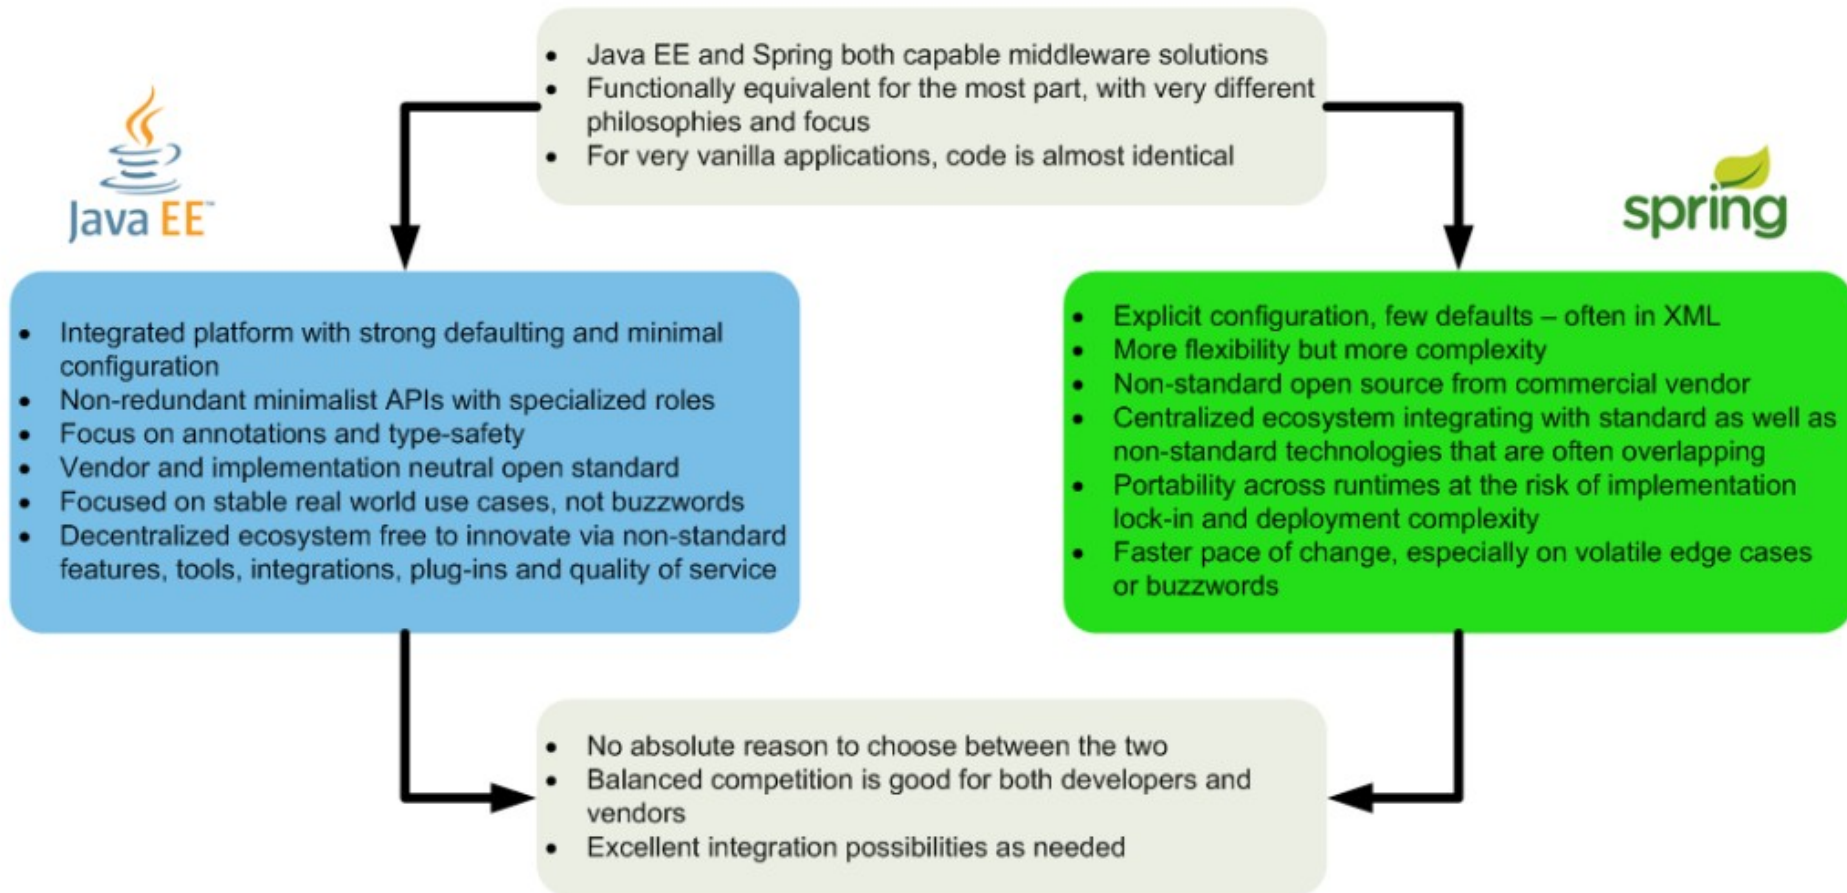 • Java EE and Spring both capable middleware solutions
• Functionally equivalent for the most part, with very different
philosophies and focus
• For very vanilla applications, code is almost identical
Java EE™
spring
• Integrated platform with strong defaulting and minimal
configuration
• Non-redundant minimalist APIs with specialized roles
• Focus on annotations and type-safety
• Vendor and implementation neutral open standard
• Focused on stable real world use cases, not buzzwords
• Decentralized ecosystem free to innovate via non-standard
features, tools, integrations, plug-ins and quality of service
• Explicit configuration, few defaults – often in XML
• More flexibility but more complexity
• Non-standard open source from commercial vendor
• Centralized ecosystem integrating with standard as well as
non-standard technologies that are often overlapping
• Portability across runtimes at the risk of implementation
lock-in and deployment complexity
• Faster pace of change, especially on volatile edge cases
or buzzwords
• No absolute reason to choose between the two
• Balanced competition is good for both developers and
vendors
• Excellent integration possibilities as needed